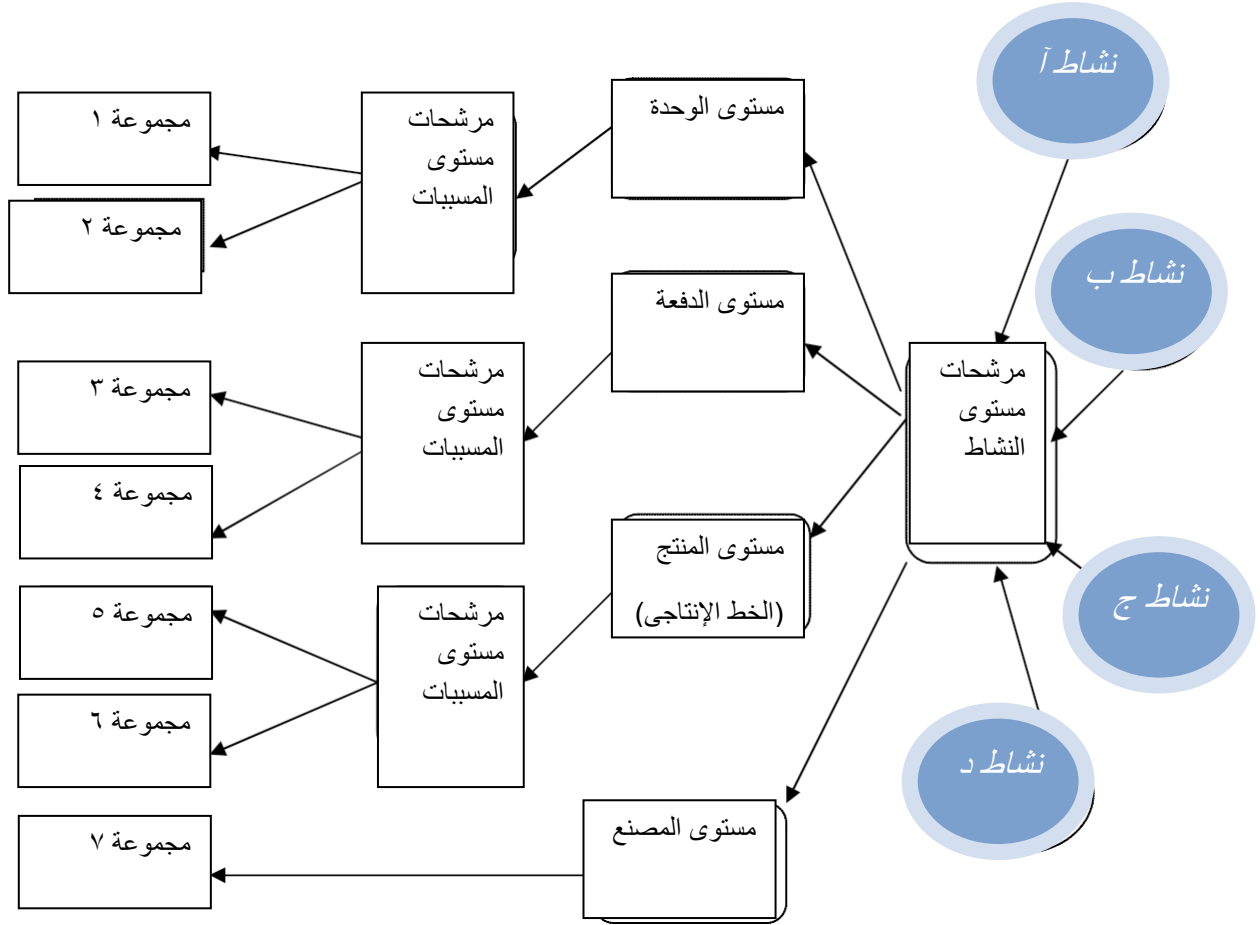 نشاط آ
نشاط ب
نشاط ج
نشاط د
مرشحات
مستوى
النشاط
مستوى الوحدة
مستوى الدفعة
مستوى المنتج
(الخط الإنتاجى)
مستوى المصنع
مرشحات
مستوى
المسببات
مرشحات
مستوى
المسببات
مرشحات
مستوى
المسببات
مجموعة ١
مجموعة ٢
مجموعة ٣
مجموعة ٤
مجموعة ٥
مجموعة ٦
مجموعة ٧